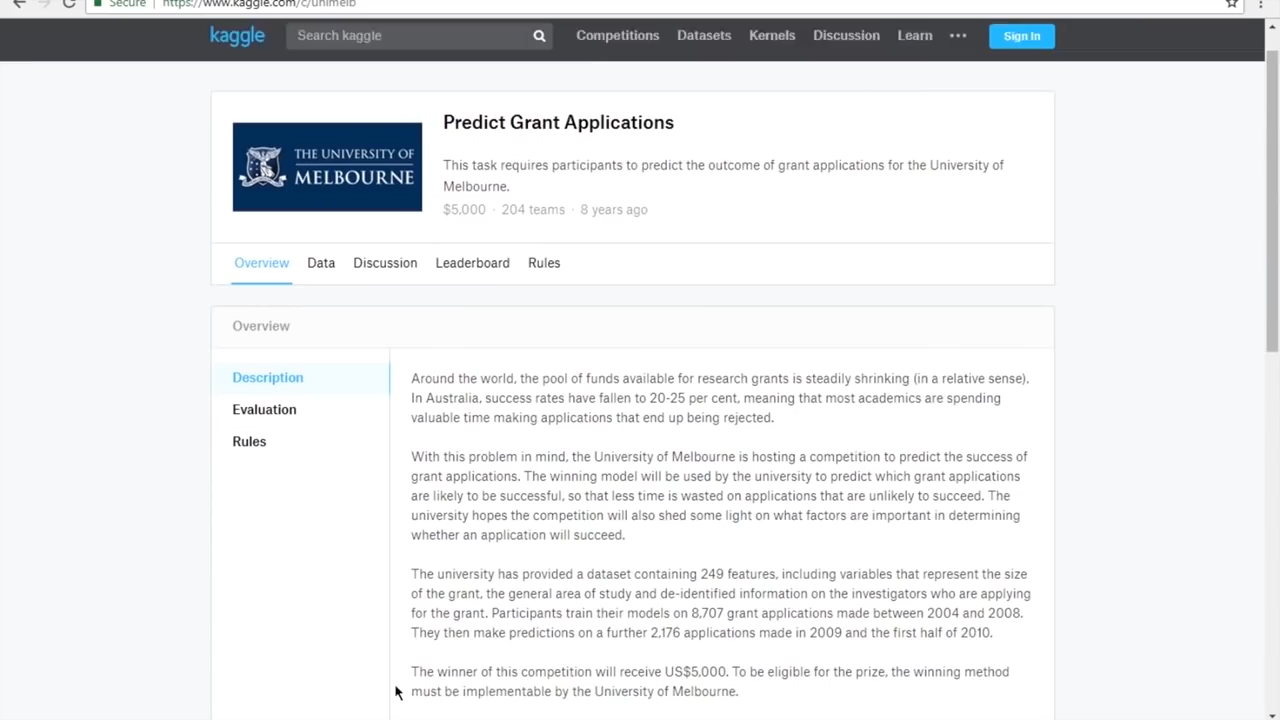 Secure https://www.kaggle.com/c/unimelb
kaggle Search kaggle Competitions Datasets Kernels Discussion Learn ••• Sign In
Predict Grant Applications
THE UNIVERSITY OF
MELBOURNE
This task requires participants to predict the outcome of grant applications for the University of
Melbourne.
$5,000 · 204 teams · 8 years ago
Overview Data Discussion Leaderboard Rules
Overview
Description
Evaluation
Rules
Around the world, the pool of funds available for research grants is steadily shrinking (in a relative sense).
In Australia, success rates have fallen to 20-25 per cent, meaning that most academics are spending
valuable time making applications that end up being rejected.
With this problem in mind, the University of Melbourne is hosting a competition to predict the success of
grant applications. The winning model will be used by the university to predict which grant applications
are likely to be successful, so that less time is wasted on applications that are unlikely to succeed. The
university hopes the competition will also shed some light on what factors are important in determining
whether an application will succeed.
The university has provided a dataset containing 249 features, including variables that represent the size
of the grant, the general area of study and de-identified information on the investigators who are applying
for the grant. Participants train their models on 8,707 grant applications made between 2004 and 2008.
They then make predictions on a further 2,176 applications made in 2009 and the first half of 2010.
The winner of this competition will receive US$5,000. To be eligible for the prize, the winning method
must be implementable by the University of Melbourne.